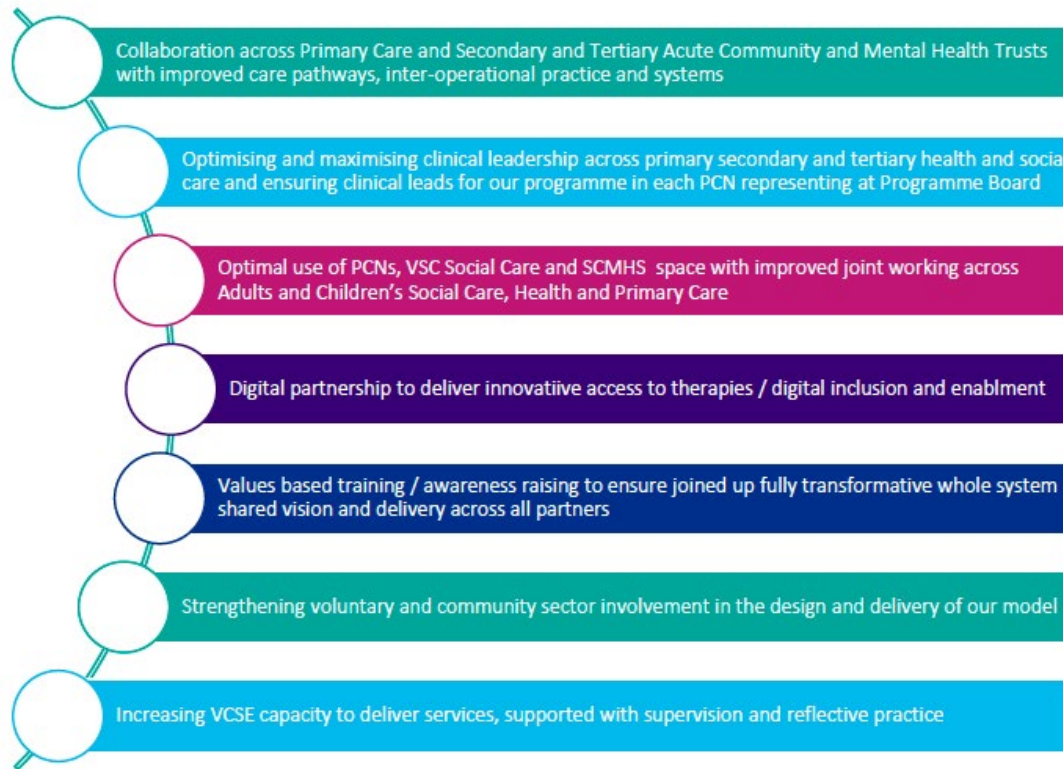 Collaboration across Primary Care and Secondary and Tertiary Acute Community and Mental Health Trusts
with improved care pathways, inter-operational practice and systems
Optimising and maximising clinical leadership across primary secondary and tertiary health and social
care and ensuring clinical leads for our programme in each PCN representing at Programme Board
Optimal use of PCNs, VSC Social Care and SCMHS space with improved joint working across
Adults and Children's Social Care, Health and Primary Care
Digital partnership to deliver innovatiive access to therapies / digital inclusion and enablment
Values based training / awareness raising to ensure joined up fully transformative whole system
shared vision and delivery across all partners
Strengthening voluntary and community sector involvement in the design and delivery of our model
Increasing VCSE capacity to deliver services, supported with supervision and reflective practice